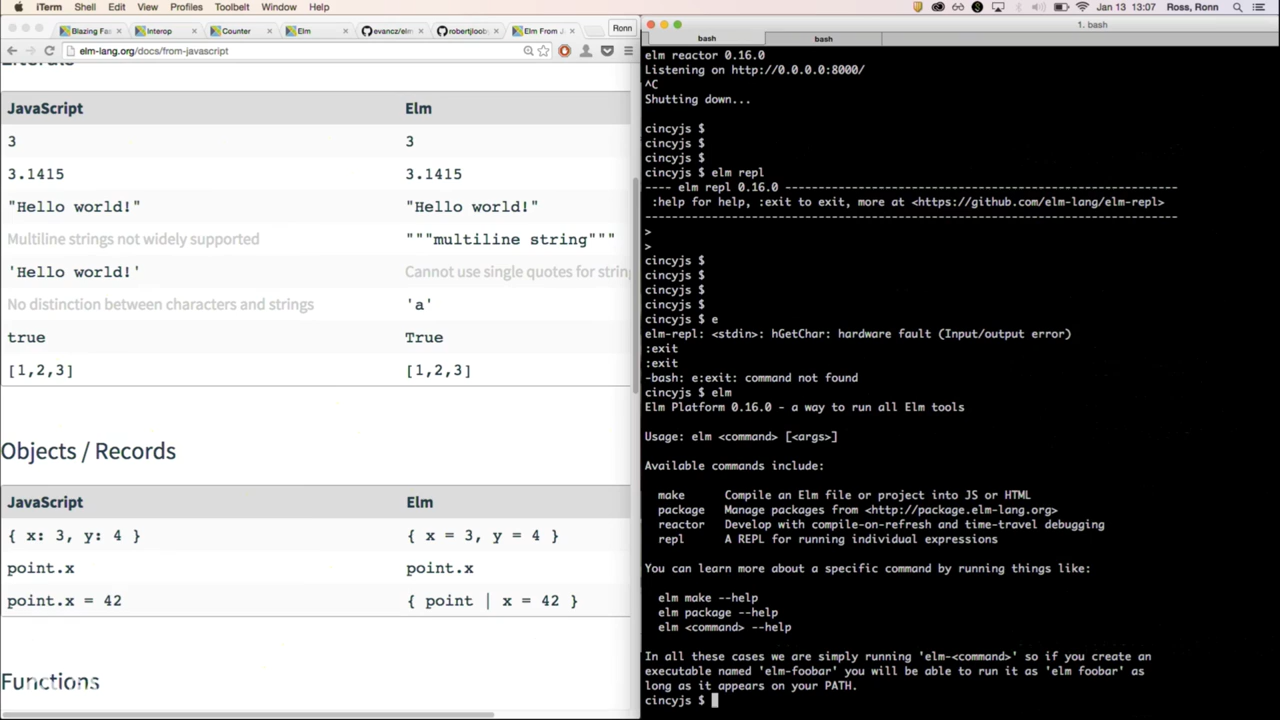 iTerm Shell Edit View Profiles Toolbelt Window Help
Jan 13 13:07 Ross, Ronn
Blazing Fas Interop Counter Elm evancz/elm robertjloob Elm From J Ronn
elm-lang.org/docs/from-javascript
Literals
JavaScript Elm
3 3
3.1415 3.1415
"Hello world!" "Hello world!"
Multiline strings not widely supported """multiline string"""
'Hello world!' Cannot use single quotes for strin
No distinction between characters and strings 'a'
true True
[1,2,3] [1,2,3]
Objects / Records
JavaScript Elm
{ x: 3, y: 4 } { x = 3, y = 4 }
point.x point.x
point.x = 42 { point | x = 42 }
Functions
1. bash
bash bash
elm reactor 0.16.0
Listening on http://0.0.0.0:8000/
^C
Shutting down...
cincyjs $
cincyjs $
cincyjs $
cincyjs $ elm repl
---- elm repl 0.16.0 -----------------------------------------------------------
:help for help, :exit to exit, more at <https://github.com/elm-lang/elm-repl>
--------------------------------------------------------------------------------
>
>
cincyjs $
cincyjs $
cincyjs $
cincyjs $
cincyjs $ e
elm-repl: <stdin>: hGetChar: hardware fault (Input/output error)
:exit
:exit
-bash: e:exit: command not found
cincyjs $ elm
Elm Platform 0.16.0 - a way to run all Elm tools
Usage: elm <command> [<args>]
Available commands include:
make Compile an Elm file or project into JS or HTML
package Manage packages from <http://package.elm-lang.org>
reactor Develop with compile-on-refresh and time-travel debugging
repl A REPL for running individual expressions
You can learn more about a specific command by running things like:
elm make --help
elm package --help
elm <command> --help
In all these cases we are simply running 'elm-<command>' so if you create an
executable named 'elm-foobar' you will be able to run it as 'elm foobar' as
long as it appears on your PATH.
cincyjs $